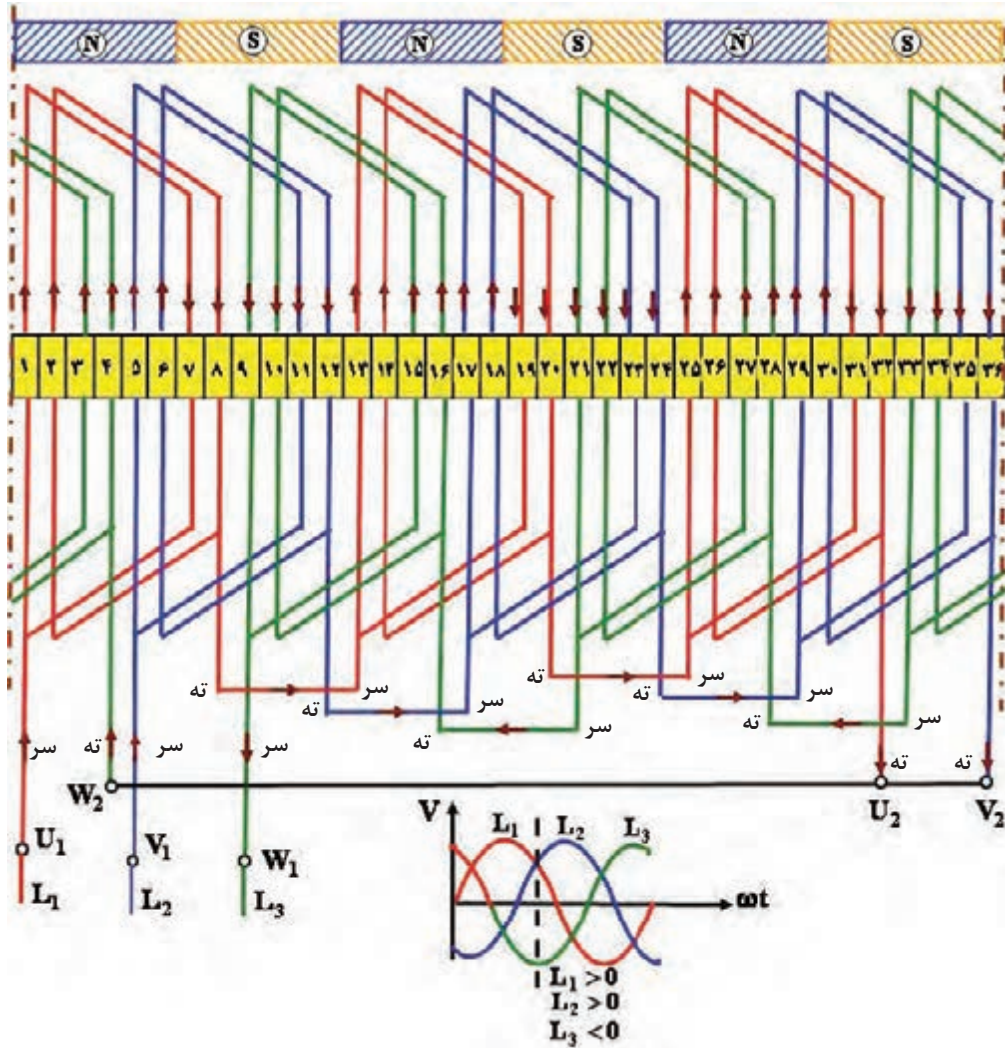 N S N S N S
۱ ۲ ۳ ۴ ۵ ۶ ۷ ۸ ۹ ۱۰ ۱۱ ۱۲ ۱۳ ۱۴ ۱۵ ۱۶ ۱۷ ۱۸ ۱۹ ۲۰ ۲۱ ۲۲ ۲۳ ۲۴ ۲۵ ۲۶ ۲۷ ۲۸ ۲۹ ۳۰ ۳۱ ۳۲ ۳۳ ۳۴ ۳۵ ۳۶
ته سر ته سر
ته سر ته سر
ته سر ته سر
سر ته سر سر ته ته
W₂ U₂ V₂
U₁ V₁ W₁
L₁ L₂ L₃
V L₁ L₂ L₃
ωt
L₁ >0
L₂ >0
L₃ <0